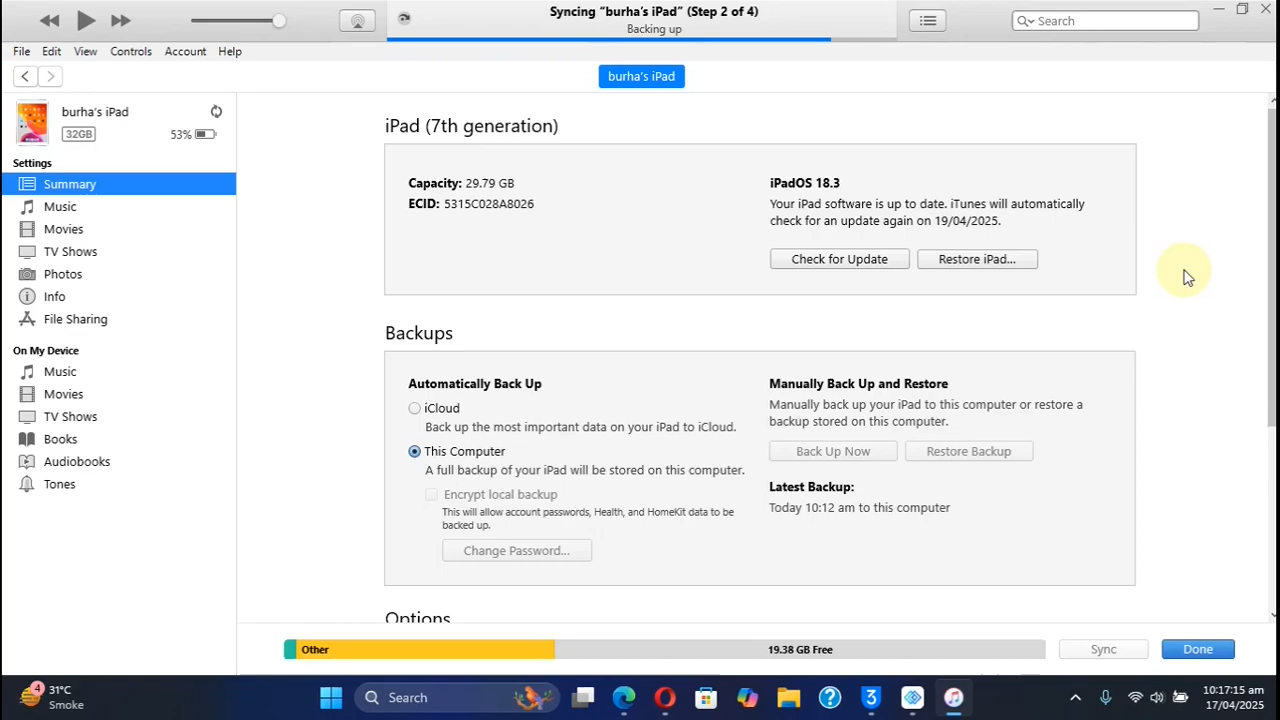 Syncing “burha’s iPad” (Step 2 of 4)
Backing up
Search
File Edit View Controls Account Help
burha’s iPad
burha’s iPad
32GB
53%
Settings
Summary
Music
Movies
TV Shows
Photos
Info
File Sharing
On My Device
Music
Movies
TV Shows
Books
Audiobooks
Tones
iPad (7th generation)
Capacity: 29.79 GB
ECID: 5315C028A8026
iPadOS 18.3
Your iPad software is up to date. iTunes will automatically
check for an update again on 19/04/2025.
Check for Update
Restore iPad...
Backups
Automatically Back Up
iCloud
Back up the most important data on your iPad to iCloud.
This Computer
A full backup of your iPad will be stored on this computer.
Encrypt local backup
This will allow account passwords, Health, and HomeKit data to be
backed up.
Change Password...
Manually Back Up and Restore
Manually back up your iPad to this computer or restore a
backup stored on this computer.
Back Up Now
Restore Backup
Latest Backup:
Today 10:12 am to this computer
Options
Other
19.38 GB Free
Sync
Done
4
31°C
Smoke
Search
3
10:17:15 am
17/04/2025